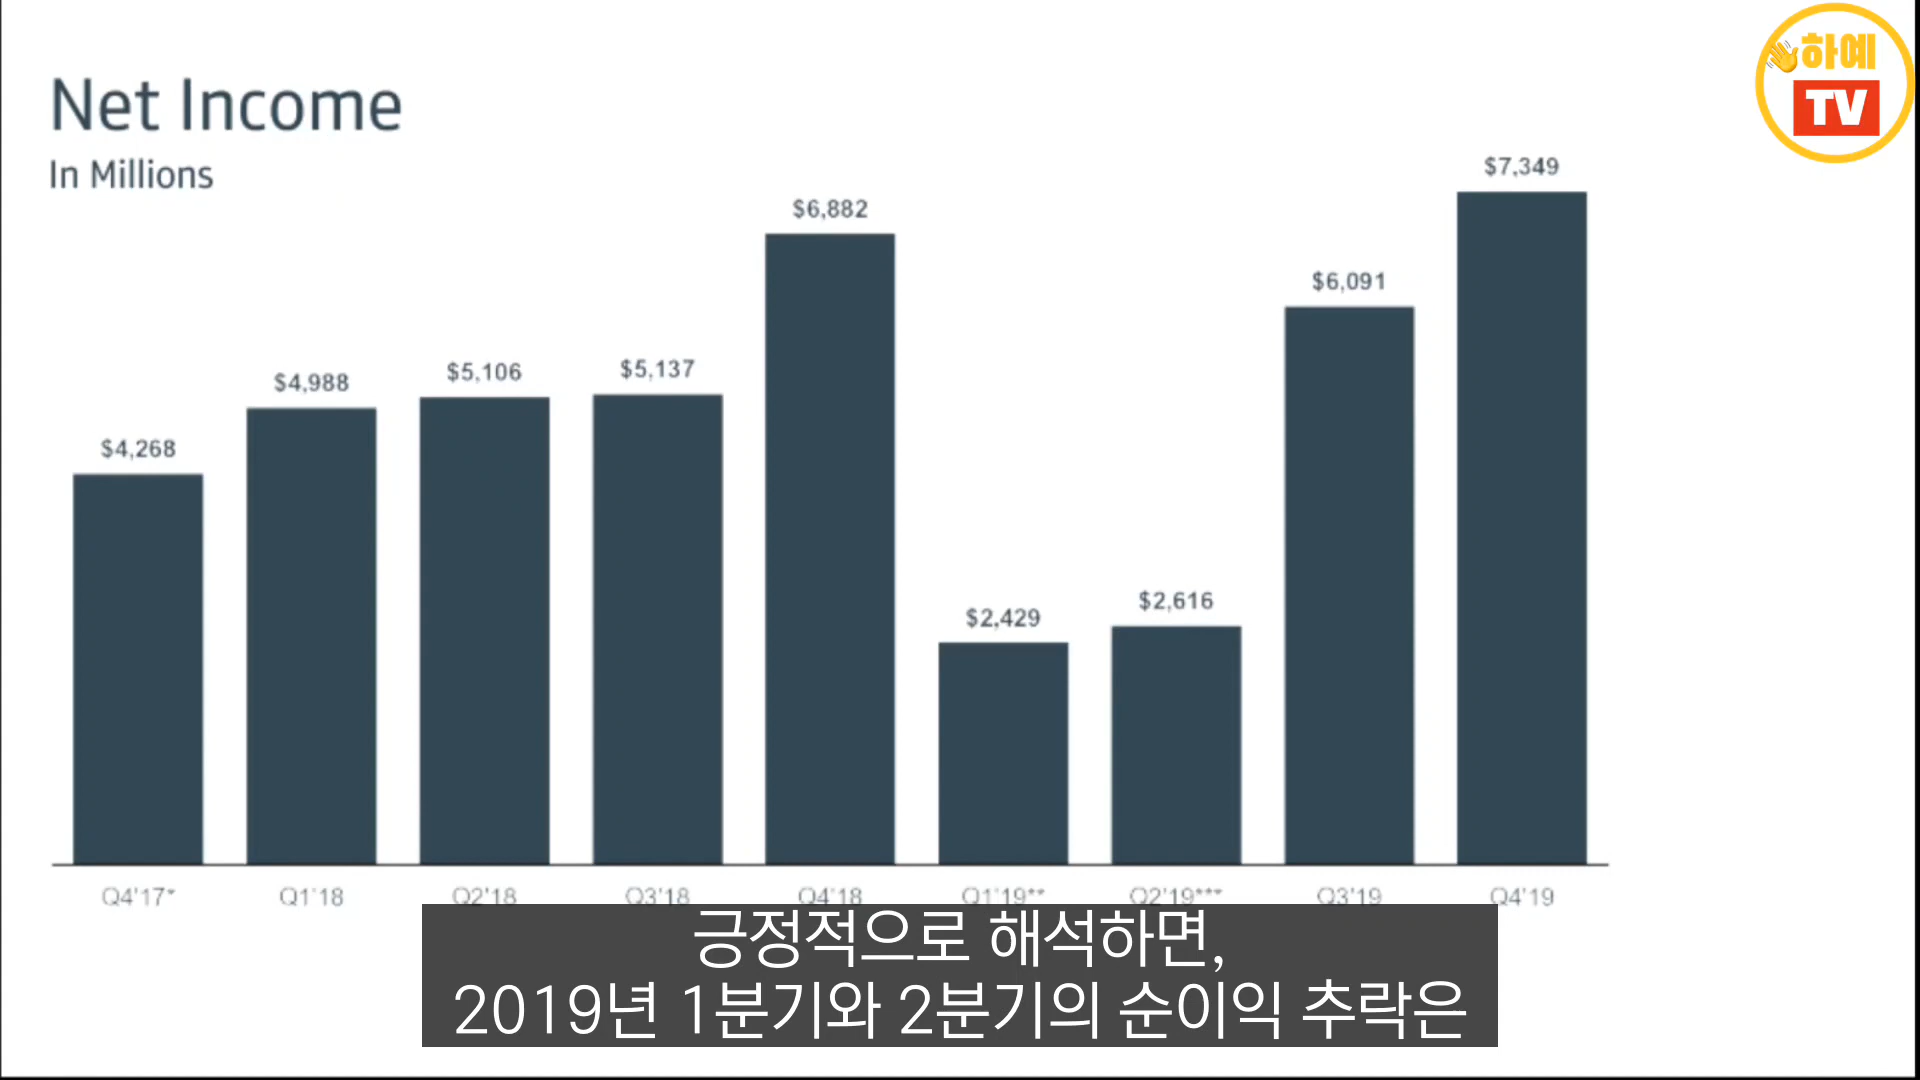 하예
TV
Net Income
In Millions
$4,268
$4,988
$5,106
$5,137
$6,882
$2,429
$2,616
$6,091
$7,349
Q4'17*
Q1'18
Q2'18
Q3'18
Q4'18
Q1'19**
Q2'19***
Q3'19
Q4'19
긍정적으로 해석하면,
2019년 1분기와 2분기의 순이익 추락은